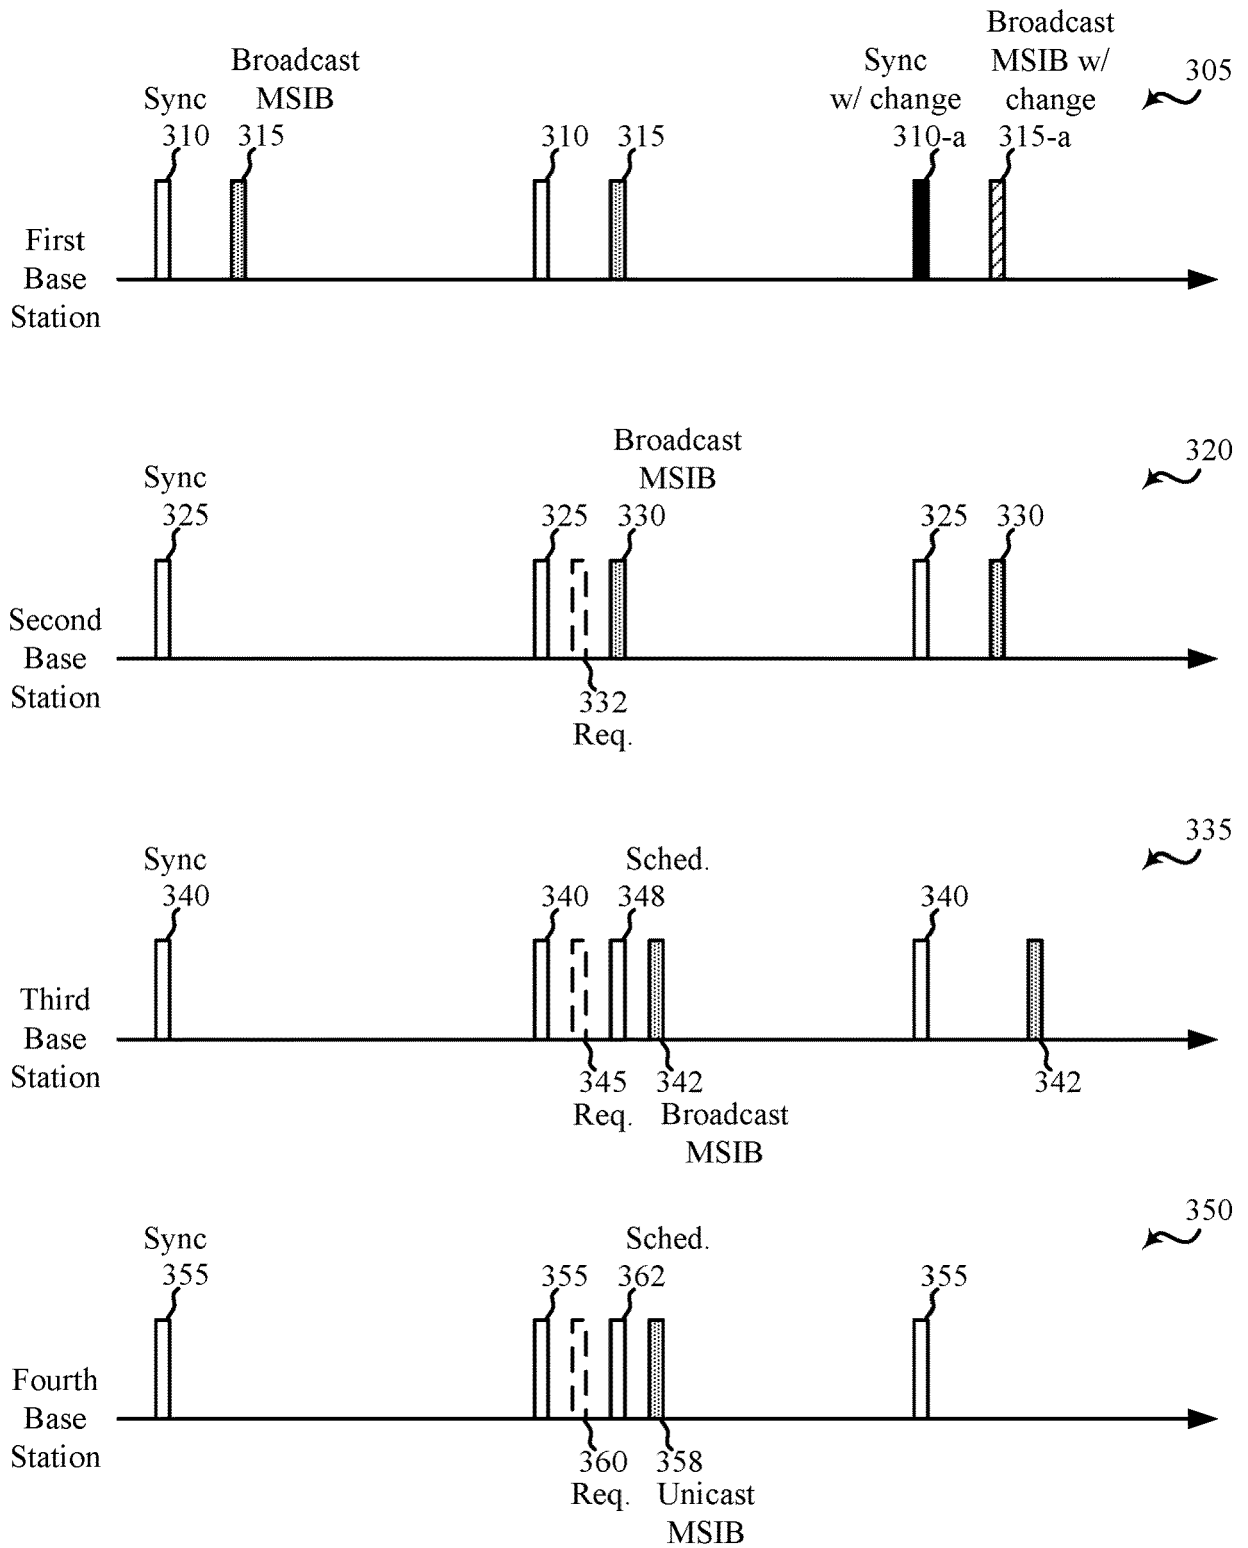 Broadcast
MSIB
Sync
w/ change
Broadcast
MSIB w/
change
305
Sync
310
315
310
315
310-a
315-a
First
Base
Station
Broadcast
MSIB
320
Sync
325
325
330
325
330
Second
Base
Station
332
Req.
335
Sync
Sched.
340
340
348
340
Third
Base
Station
345
342
342
Req.
Broadcast
MSIB
350
Sync
Sched.
355
355
362
355
Fourth
Base
Station
360
358
Req.
Unicast
MSIB